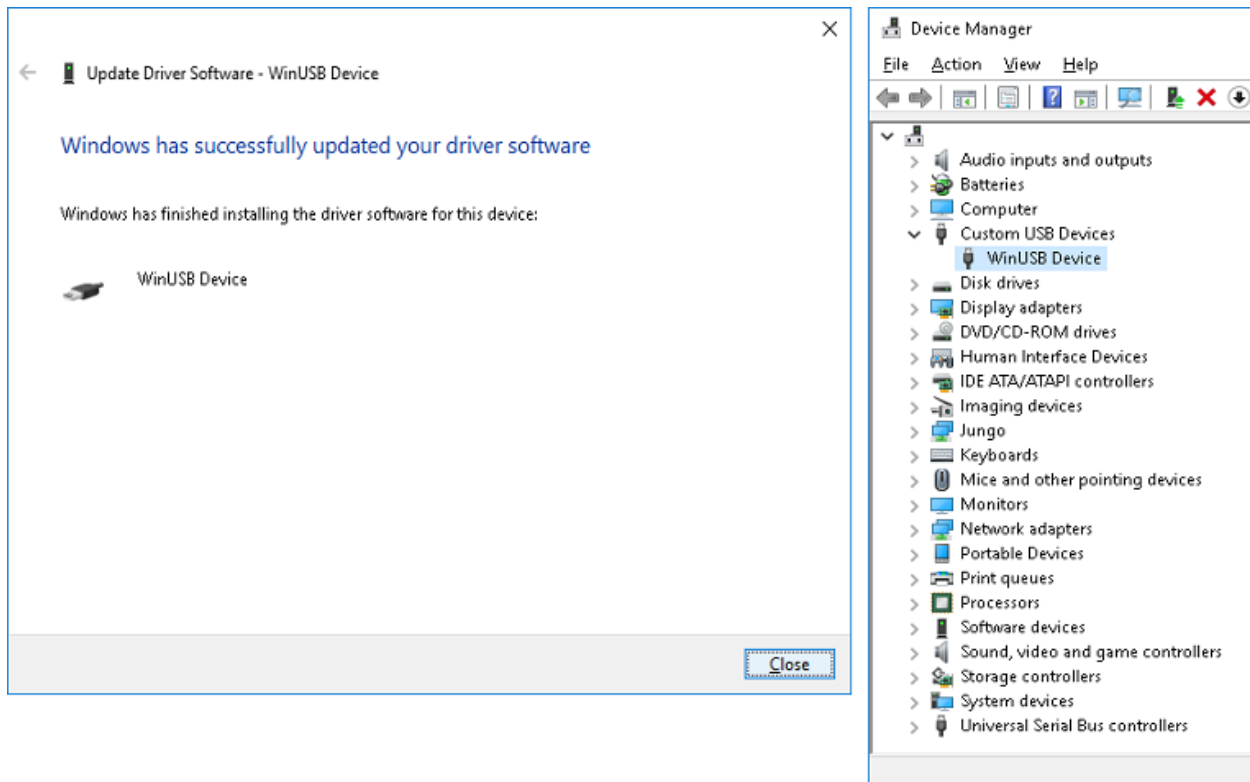 Update Driver Software - WinUSB Device
Windows has successfully updated your driver software
Windows has finished installing the driver software for this device:
WinUSB Device
Close
Device Manager
File Action View Help
Audio inputs and outputs
Batteries
Computer
Custom USB Devices
WinUSB Device
Disk drives
Display adapters
DVD/CD-ROM drives
Human Interface Devices
IDE ATA/ATAPI controllers
Imaging devices
Jungo
Keyboards
Mice and other pointing devices
Monitors
Network adapters
Portable Devices
Print queues
Processors
Software devices
Sound, video and game controllers
Storage controllers
System devices
Universal Serial Bus controllers